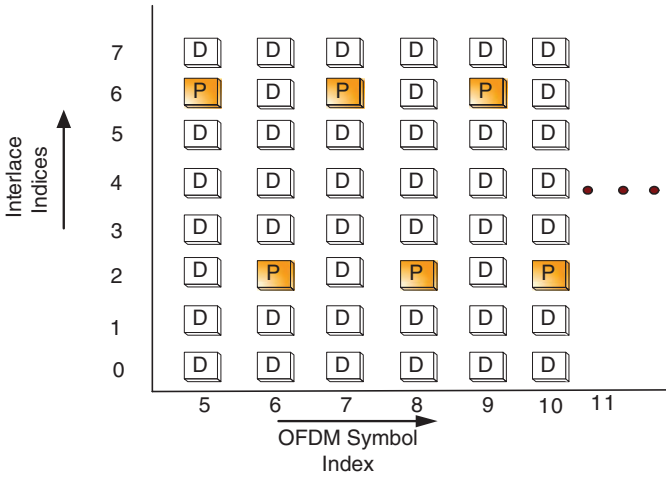 7 D D D D D D
6 P D P D P D
5 D D D D D D
4 D D D D D D
3 D D D D D D
2 D P D P D P
1 D D D D D D
0 D D D D D D
5 6 7 8 9 10 11
Interlace
Indices
OFDM Symbol
Index